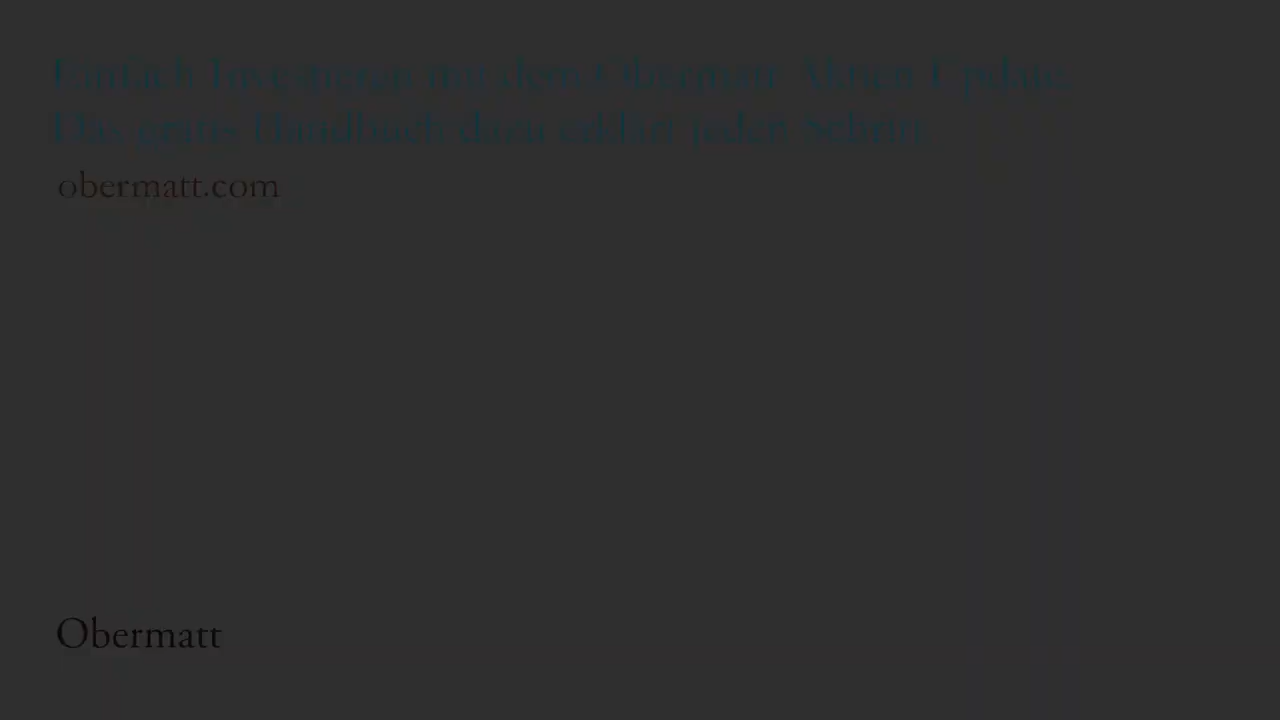 Einfach Investieren mit dem Obermatt Aktien Update.
Das gratis Handbuch dazu erklärt jeden Schritt.
obermatt.com
Obermatt